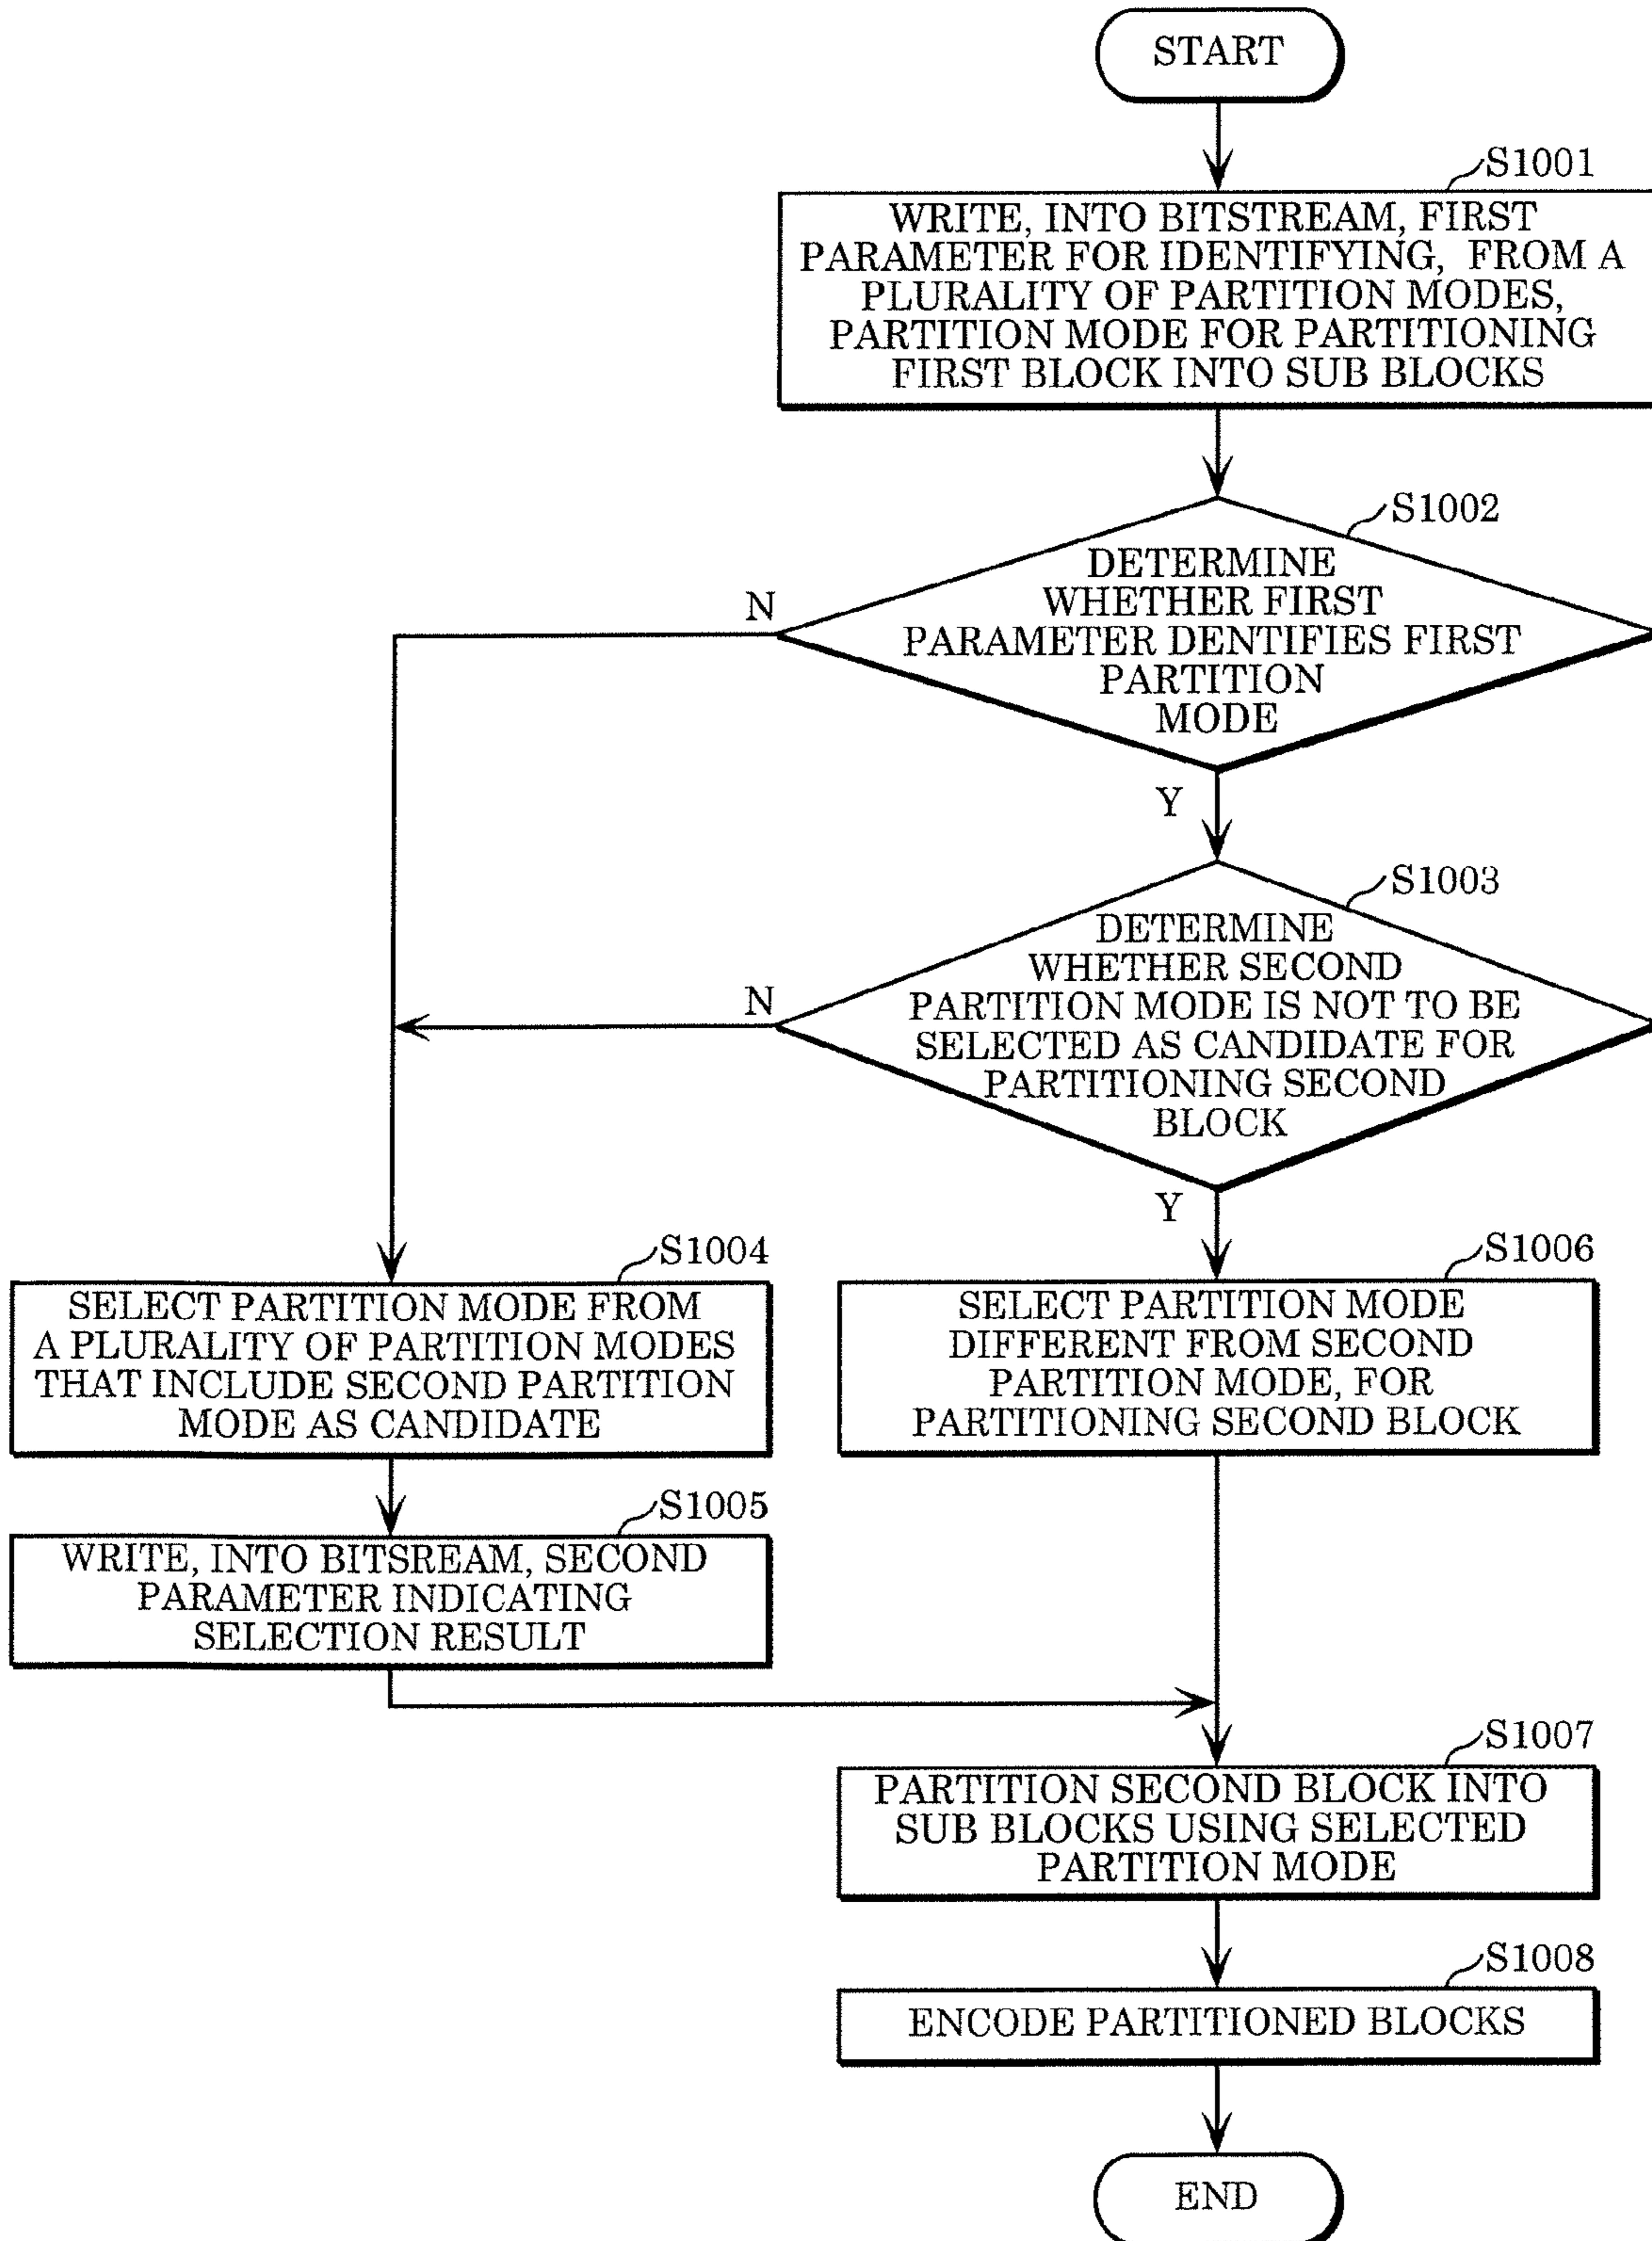 START
S1001
WRITE, INTO BITSTREAM, FIRST
PARAMETER FOR IDENTIFYING, FROM A
PLURALITY OF PARTITION MODES,
PARTITION MODE FOR PARTITIONING
FIRST BLOCK INTO SUB BLOCKS
S1002
DETERMINE
WHETHER FIRST
PARAMETER DENTIFIES FIRST
PARTITION
MODE
N
Y
S1003
DETERMINE
WHETHER SECOND
PARTITION MODE IS NOT TO BE
SELECTED AS CANDIDATE FOR
PARTITIONING SECOND
BLOCK
N
Y
S1004
SELECT PARTITION MODE FROM
A PLURALITY OF PARTITION MODES
THAT INCLUDE SECOND PARTITION
MODE AS CANDIDATE
S1006
SELECT PARTITION MODE
DIFFERENT FROM SECOND
PARTITION MODE, FOR
PARTITIONING SECOND BLOCK
S1005
WRITE, INTO BITSREAM, SECOND
PARAMETER INDICATING
SELECTION RESULT
S1007
PARTITION SECOND BLOCK INTO
SUB BLOCKS USING SELECTED
PARTITION MODE
S1008
ENCODE PARTITIONED BLOCKS
END